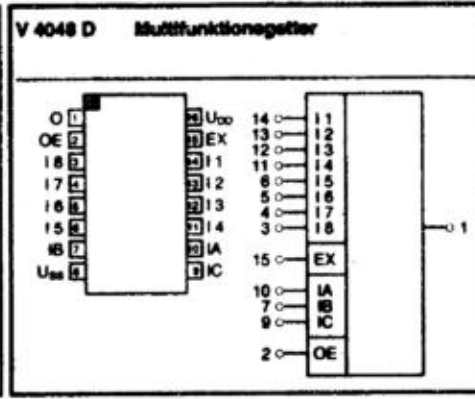 V 4048 D Multifunktionsgatter
O 1 16 UDD
OE 2 15 EX
I 8 3 14 I 1
I 7 4 13 I 2
I 6 5 12 I 3
I 5 6 11 I 4
IB 7 10 IA
USS 8 9 IC
14 I 1
13 I 2
12 I 3
11 I 4
6 I 5
5 I 6
4 I 7
3 I 8
1
15 EX
10 IA
7 IB
9 IC
2 OE